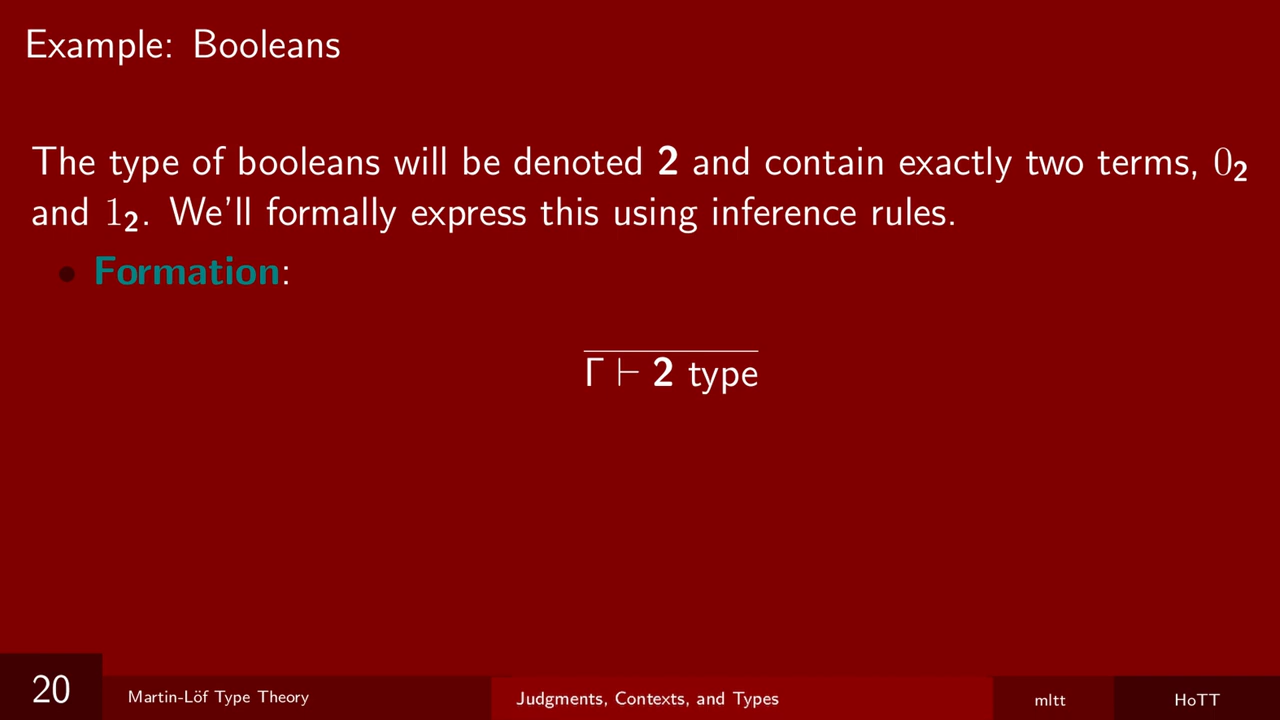 Example: Booleans
The type of booleans will be denoted 𝟐 and contain exactly two terms, 0₂
and 1₂. We'll formally express this using inference rules.
• Formation:
Γ ⊢ 𝟐 type
20 Martin-Löf Type Theory Judgments, Contexts, and Types mltt HoTT